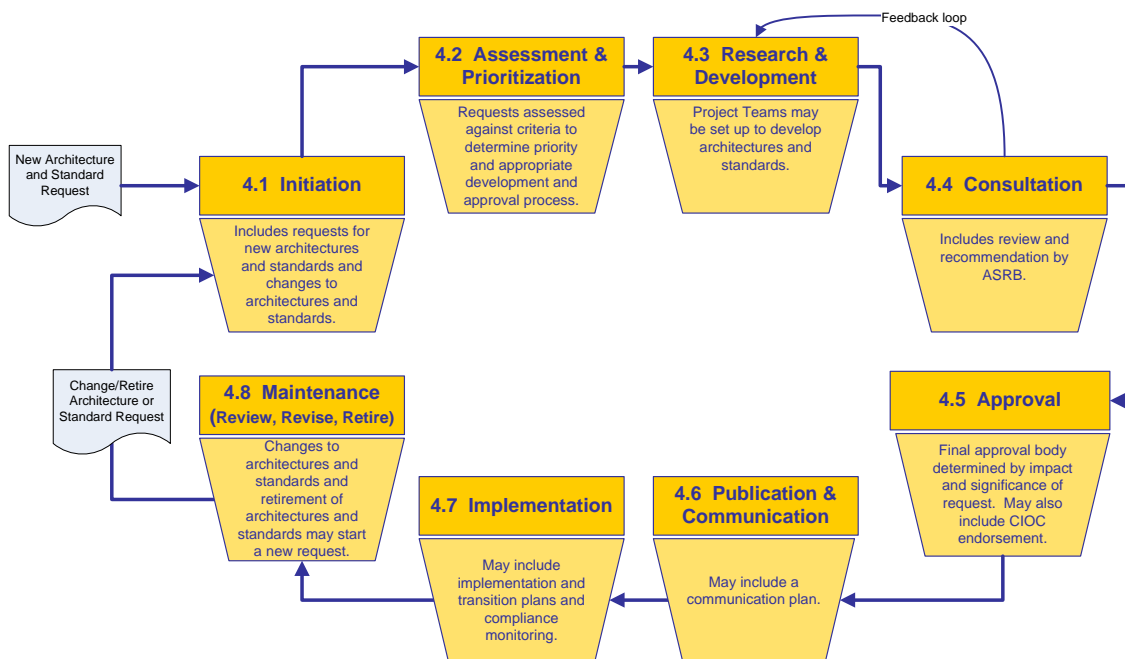 Feedback loop
4.2 Assessment &
Prioritization
4.3 Research &
Development
Requests assessed
against criteria to
determine priority
and appropriate
development and
approval process.
Project Teams may
be set up to develop
architectures and
standards.
New Architecture
and Standard
Request
4.1 Initiation
4.4 Consultation
Includes requests for
new architectures
and standards and
changes to
architectures and
standards.
Includes review and
recommendation by
ASRB.
Change/Retire
Architecture or
Standard Request
4.8 Maintenance
(Review, Revise, Retire)
4.5 Approval
Changes to
architectures and
standards and
retirement of
architectures and
standards may start
a new request.
Final approval body
determined by impact
and significance of
request. May also
include CIOC
endorsement.
4.7 Implementation
4.6 Publication &
Communication
May include
implementation and
transition plans and
compliance
monitoring.
May include a
communication plan.